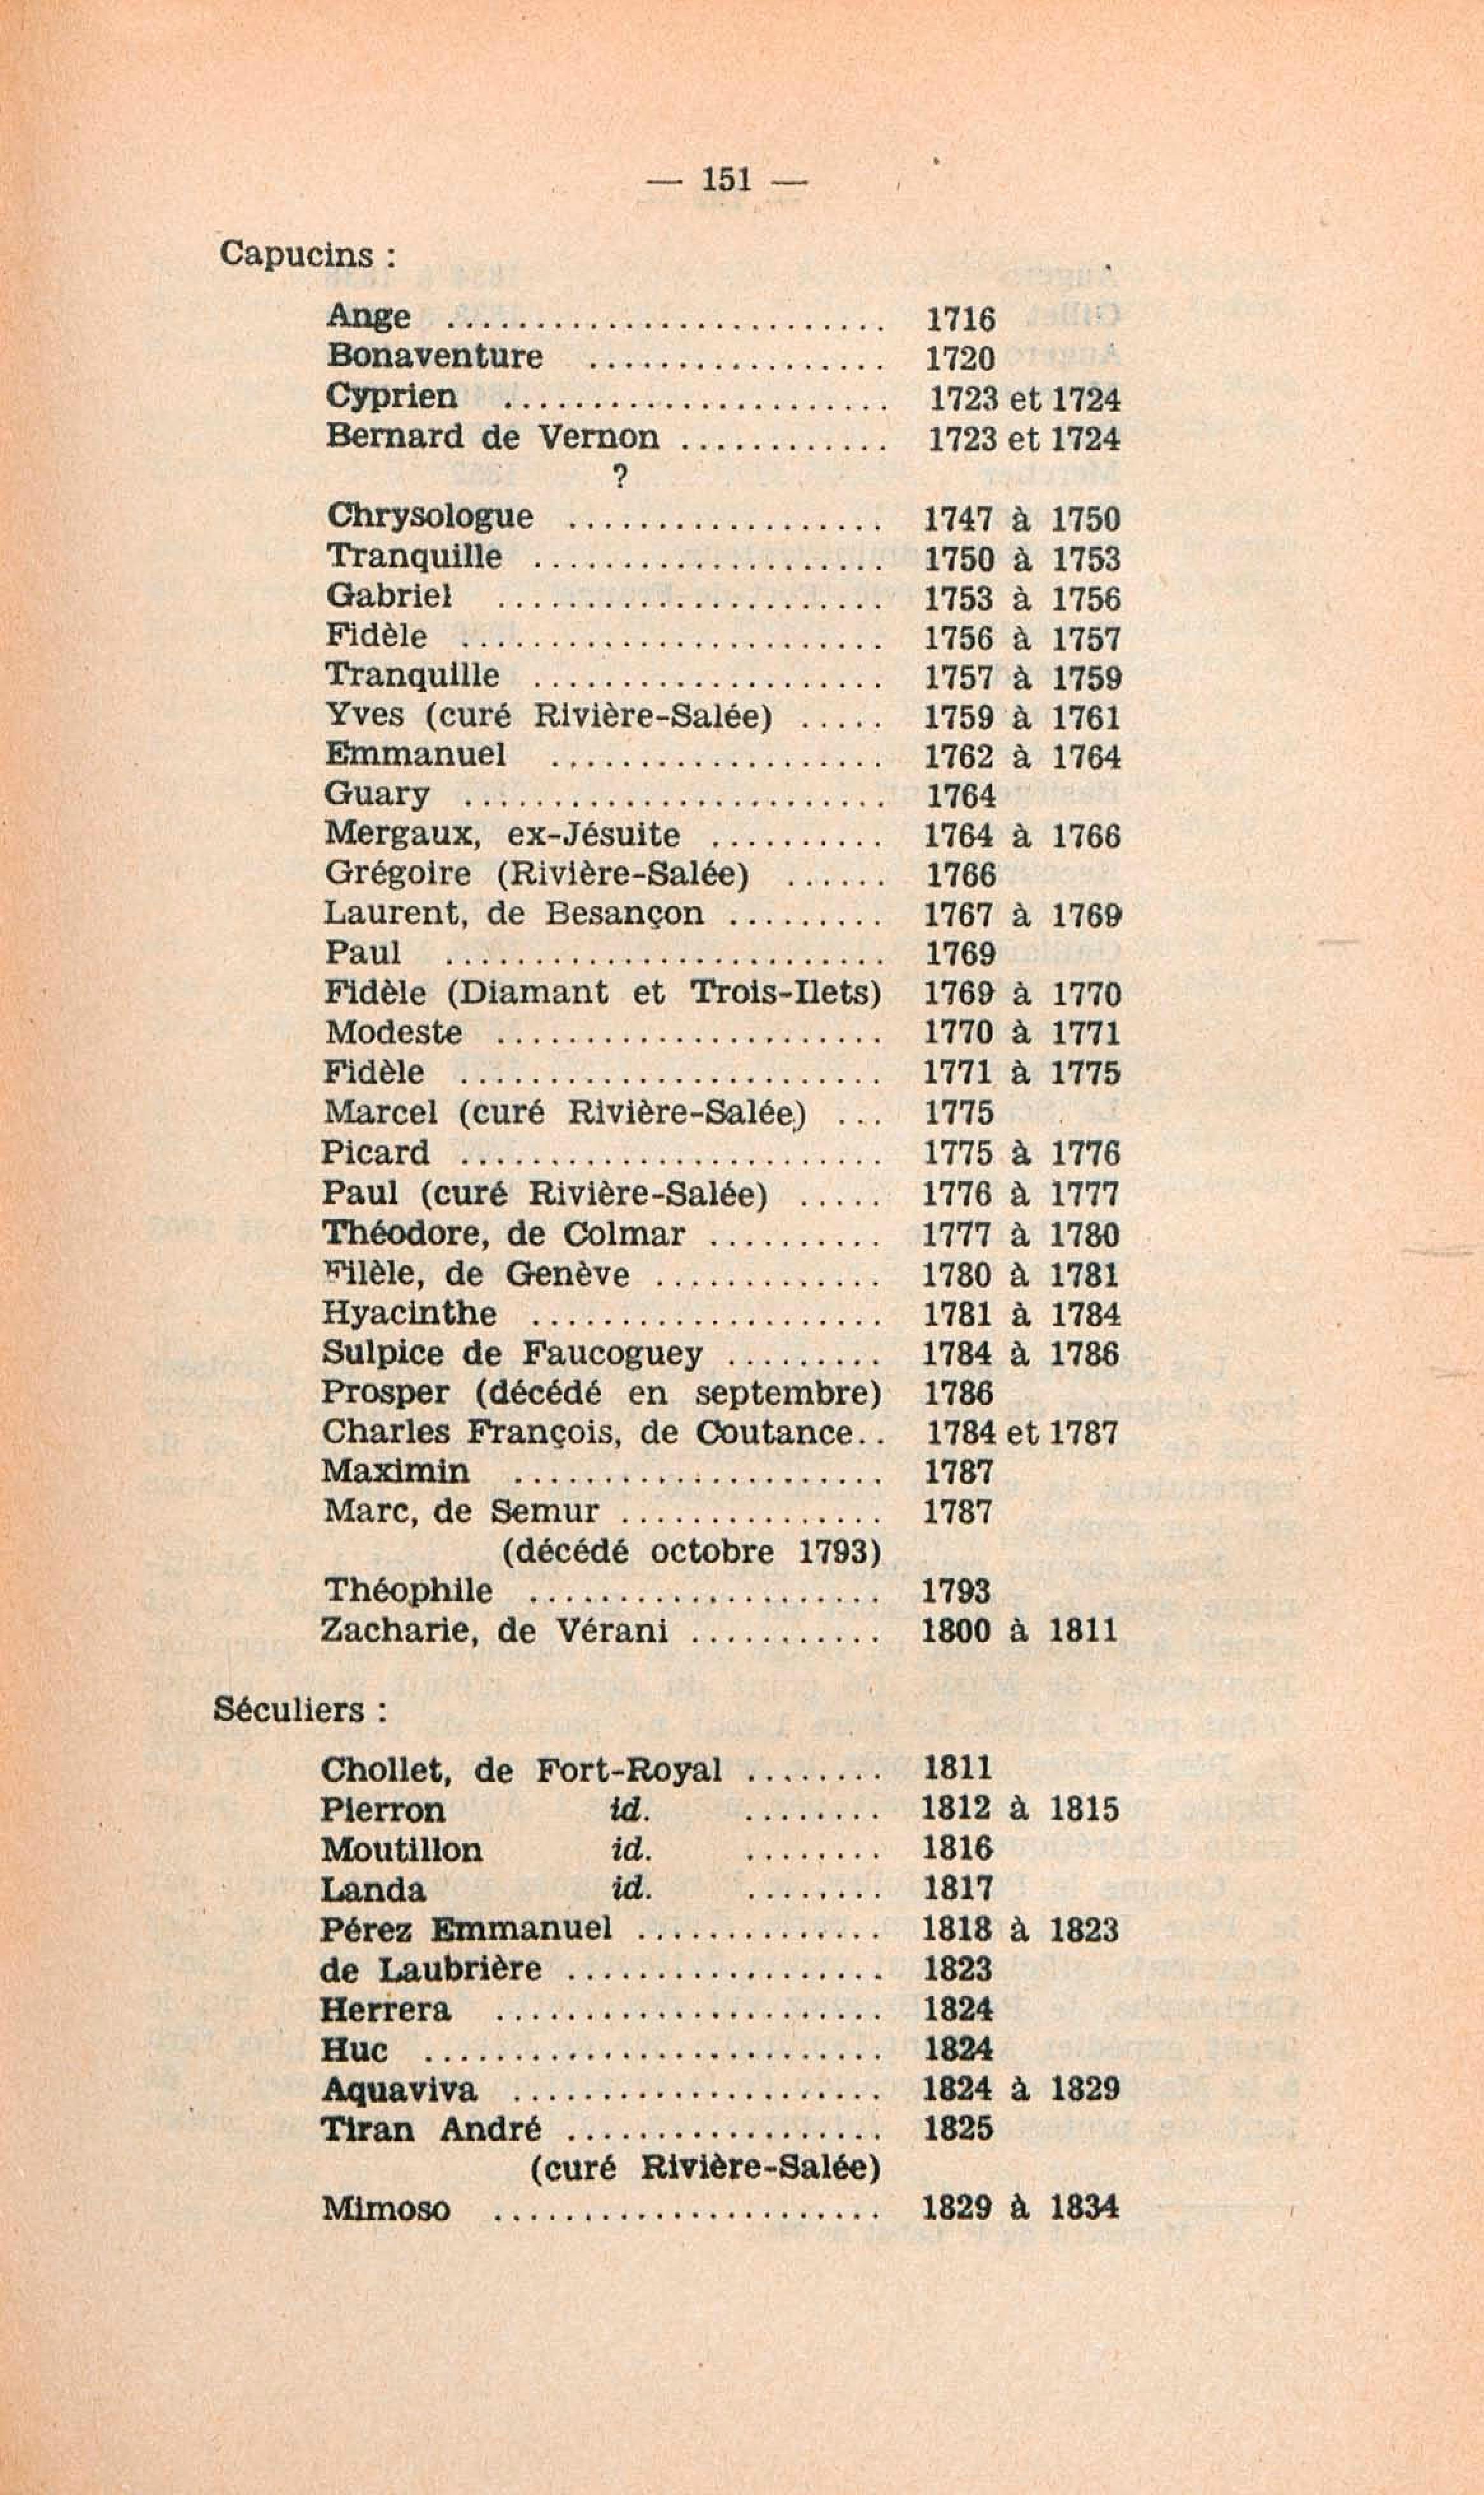 — 151 —
Capucins :
Ange ......................... 1716
Bonaventure ................. 1720
Cyprien ...................... 1723 et 1724
Bernard de Vernon ............ 1723 et 1724
?
Chrysologue .................. 1747 à 1750
Tranquille .................... 1750 à 1753
Gabriel ...................... 1753 à 1756
Fidèle ........................ 1756 à 1757
Tranquille .................... 1757 à 1759
Yves (curé Rivière-Salée) ..... 1759 à 1761
Emmanuel ................... 1762 à 1764
Guary ........................ 1764
Mergaux, ex-Jésuite .......... 1764 à 1766
Grégoire (Rivière-Salée) ...... 1766
Laurent, de Besançon ......... 1767 à 1769
Paul ......................... 1769
Fidèle (Diamant et Trois-Ilets) 1769 à 1770
Modeste ...................... 1770 à 1771
Fidèle ........................ 1771 à 1775
Marcel (curé Rivière-Salée) ... 1775
Picard ........................ 1775 à 1776
Paul (curé Rivière-Salée) ..... 1776 à 1777
Théodore, de Colmar .......... 1777 à 1780
Filèle, de Genève ............. 1780 à 1781
Hyacinthe .................... 1781 à 1784
Sulpice de Faucoguey ......... 1784 à 1786
Prosper (décédé en septembre) 1786
Charles François, de Coutance.. 1784 et 1787
Maximin ..................... 1787
Marc, de Semur ............... 1787
(décédé octobre 1793)
Théophile .................... 1793
Zacharie, de Vérani ........... 1800 à 1811
Séculiers :
Chollet, de Fort-Royal ........ 1811
Pierron id. ........ 1812 à 1815
Moutillon id. ........ 1816
Landa id. ........ 1817
Pérez Emmanuel .............. 1818 à 1823
de Laubrière .................. 1823
Herrera ...................... 1824
Huc .......................... 1824
Aquaviva ..................... 1824 à 1829
Tiran André .................. 1825
(curé Rivière-Salée)
Mimoso ...................... 1829 à 1834